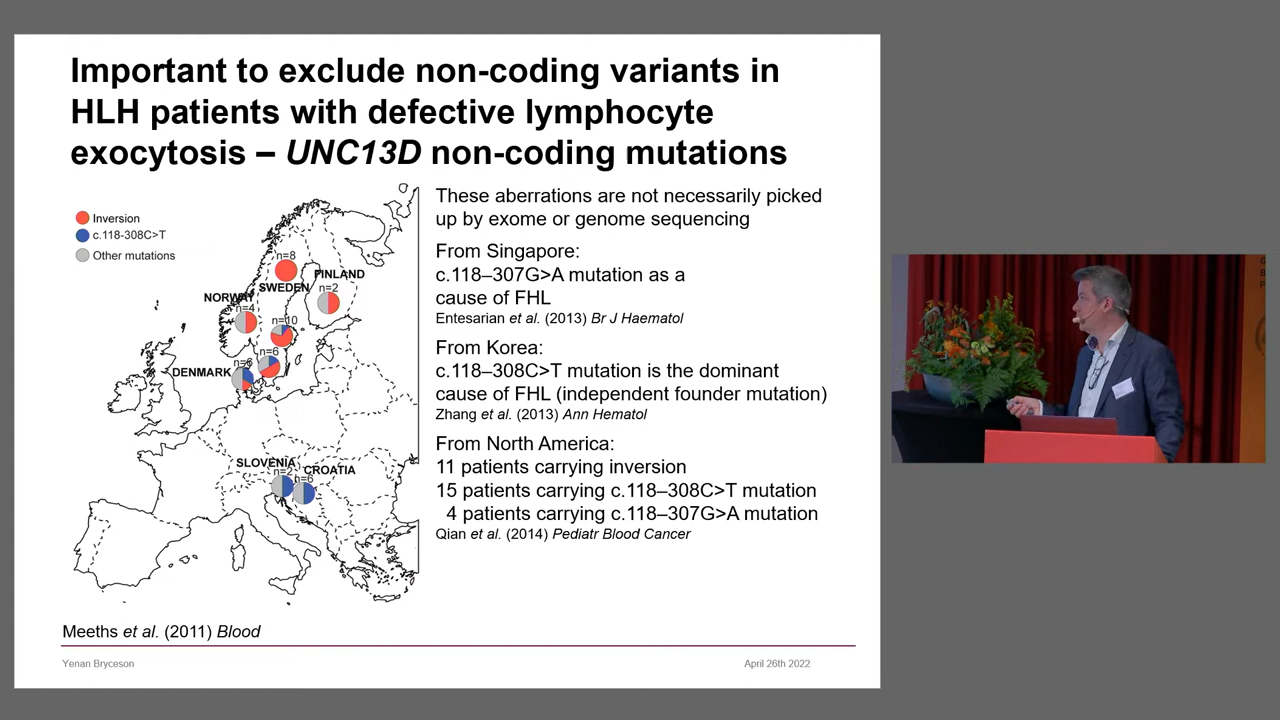 Important to exclude non-coding variants in
HLH patients with defective lymphocyte
exocytosis – UNC13D non-coding mutations
Inversion
c.118-308C>T
Other mutations
n=8
FINLAND
SWEDEN
n=2
NORWAY
n=4
n=10
n=6
DENMARK
SLOVENIA
CROATIA
n=2
n=6
These aberrations are not necessarily picked
up by exome or genome sequencing
From Singapore:
c.118–307G>A mutation as a
cause of FHL
Entesarian et al. (2013) Br J Haematol
From Korea:
c.118–308C>T mutation is the dominant
cause of FHL (independent founder mutation)
Zhang et al. (2013) Ann Hematol
From North America:
11 patients carrying inversion
15 patients carrying c.118–308C>T mutation
4 patients carrying c.118–307G>A mutation
Qian et al. (2014) Pediatr Blood Cancer
Meeths et al. (2011) Blood
Yenan Bryceson
April 26th 2022